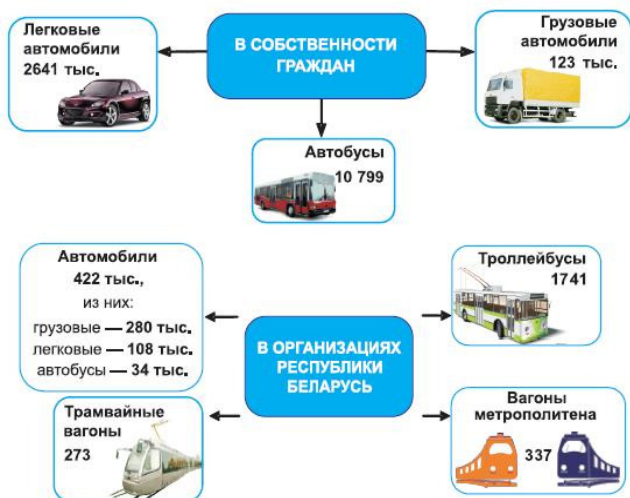 Легковые
автомобили
2641 тыс.
В СОБСТВЕННОСТИ
ГРАЖДАН
Грузовые
автомобили
123 тыс.
Автобусы
10 799
Автомобили
422 тыс.,
из них:
грузовые — 280 тыс.
легковые — 108 тыс.
автобусы — 34 тыс.
Троллейбусы
1741
В ОРГАНИЗАЦИЯХ
РЕСПУБЛИКИ
БЕЛАРУСЬ
Трамвайные
вагоны
273
Вагоны
метрополитена
337